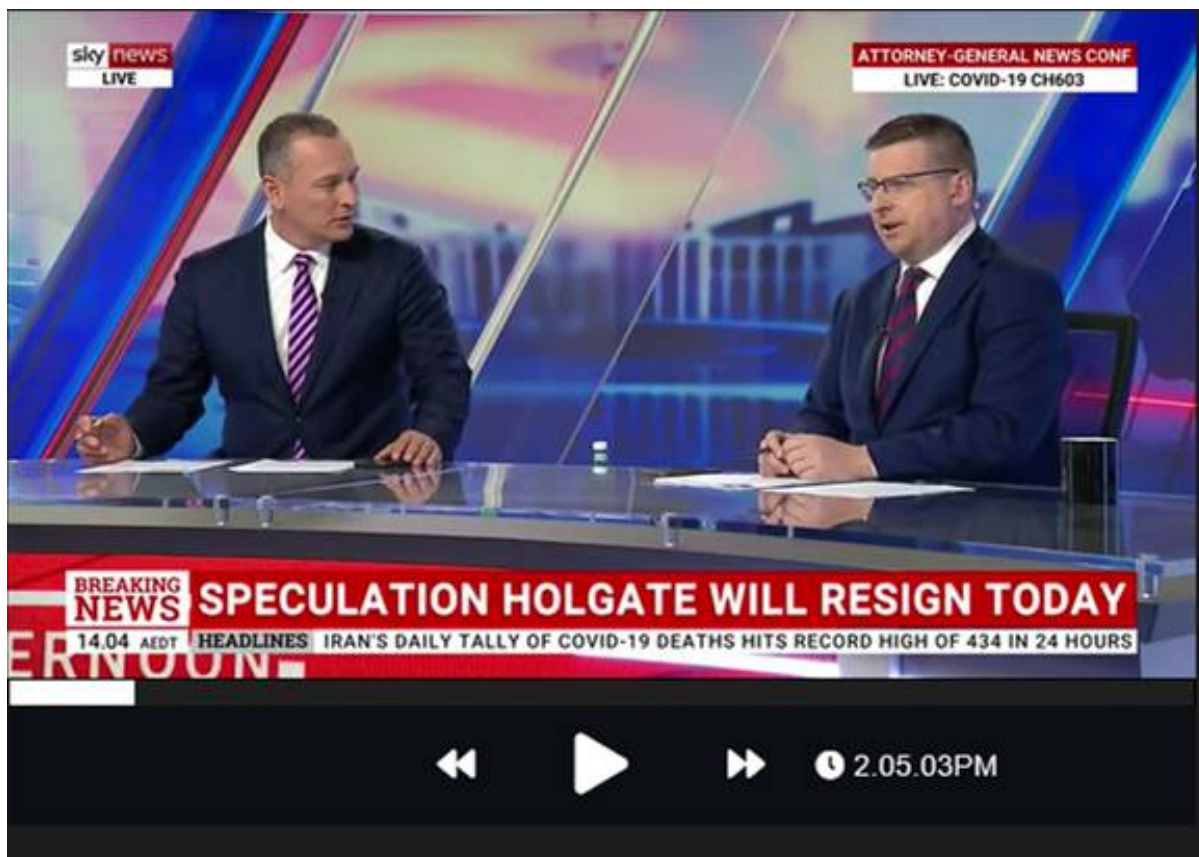 sky news
LIVE
ATTORNEY-GENERAL NEWS CONF
LIVE: COVID-19 CH603
BREAKING
NEWS
SPECULATION HOLGATE WILL RESIGN TODAY
14.04 AEDT
HEADLINES
IRAN'S DAILY TALLY OF COVID-19 DEATHS HITS RECORD HIGH OF 434 IN 24 HOURS
ERNOON
2.05.03PM